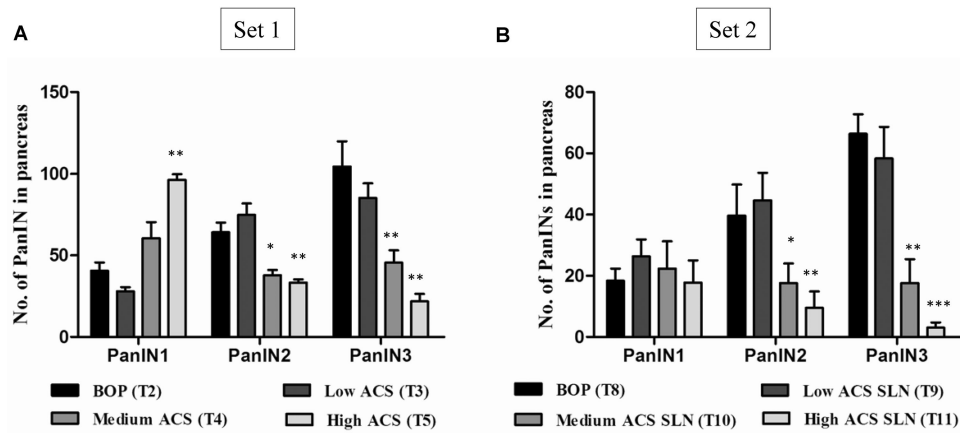 A
Set 1
No. of PanIN in pancreas
150
100
50
0
**
*
**
**
**
PanIN1
PanIN2
PanIN3
BOP (T2)
Low ACS (T3)
Medium ACS (T4)
High ACS (T5)
B
Set 2
No. of PanINs in pancreas
80
60
40
20
0
*
**
**
***
PanIN1
PanIN2
PanIN3
BOP (T8)
Low ACS SLN (T9)
Medium ACS SLN (T10)
High ACS SLN (T11)